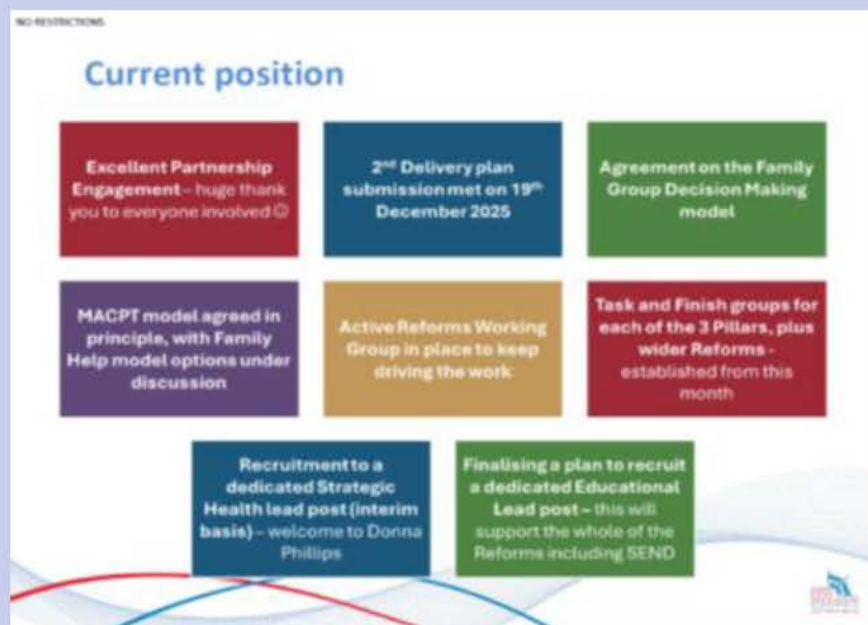 NO RESTRICTIONS
Current position
Excellent Partnership
Engagement – huge thank
you to everyone involved ☺
2nd Delivery plan
submission met on 19th
December 2025
Agreement on the Family
Group Decision Making
model
MACPT model agreed in
principle, with Family
Help model options under
discussion
Active Reforms Working
Group in place to keep
driving the work
Task and Finish groups for
each of the 3 Pillars, plus
wider Reforms -
established from this
month
Recruitment to a
dedicated Strategic
Health lead post (interim
basis) – welcome to Donna
Phillips
Finalising a plan to recruit
a dedicated Educational
Lead post – this will
support the whole of the
Reforms including SEND